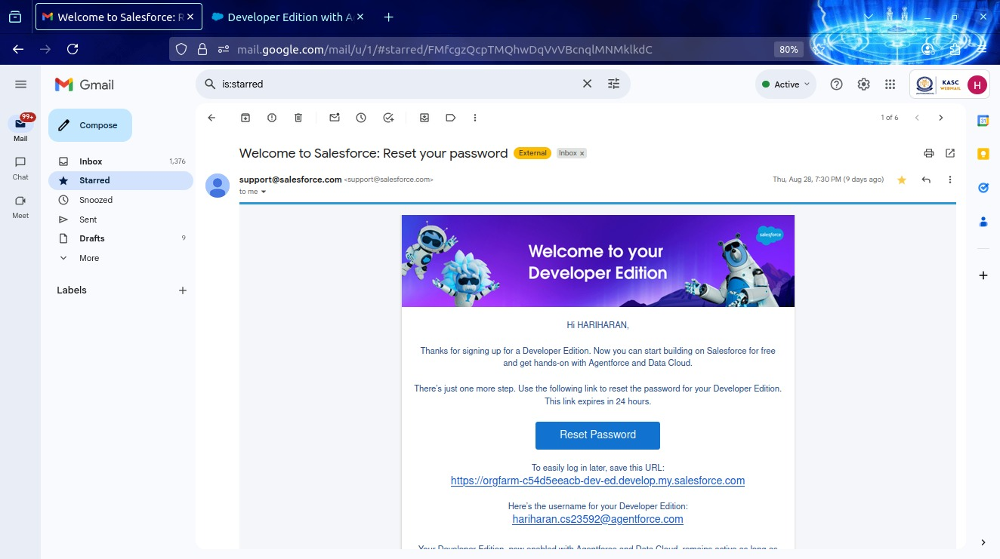 Welcome to Salesforce: R
Developer Edition with A
mail.google.com/mail/u/1/#starred/FMfcgzQcpTMQhwDqVvVBcnqlMNMklkdC
80%
Gmail
is:starred
Active
KASC
WEBMAIL
H
99+
Mail
Chat
Meet
Compose
Inbox 1,376
Starred
Snoozed
Sent
Drafts 9
More
Labels
1 of 6
31
Welcome to Salesforce: Reset your password External Inbox x
support@salesforce.com <support@salesforce.com> Thu, Aug 28, 7:30 PM (9 days ago)
to me
salesforce
Welcome to your
Developer Edition
Hi HARIHARAN,
Thanks for signing up for a Developer Edition. Now you can start building on Salesforce for free
and get hands-on with Agentforce and Data Cloud.
There's just one more step. Use the following link to reset the password for your Developer Edition.
This link expires in 24 hours.
Reset Password
To easily log in later, save this URL:
https://orgfarm-c54d5eeacb-dev-ed.develop.my.salesforce.com
Here's the username for your Developer Edition:
hariharan.cs23592@agentforce.com
Your Developer Edition, now enabled with Agentforce and Data Cloud, remains active as long as